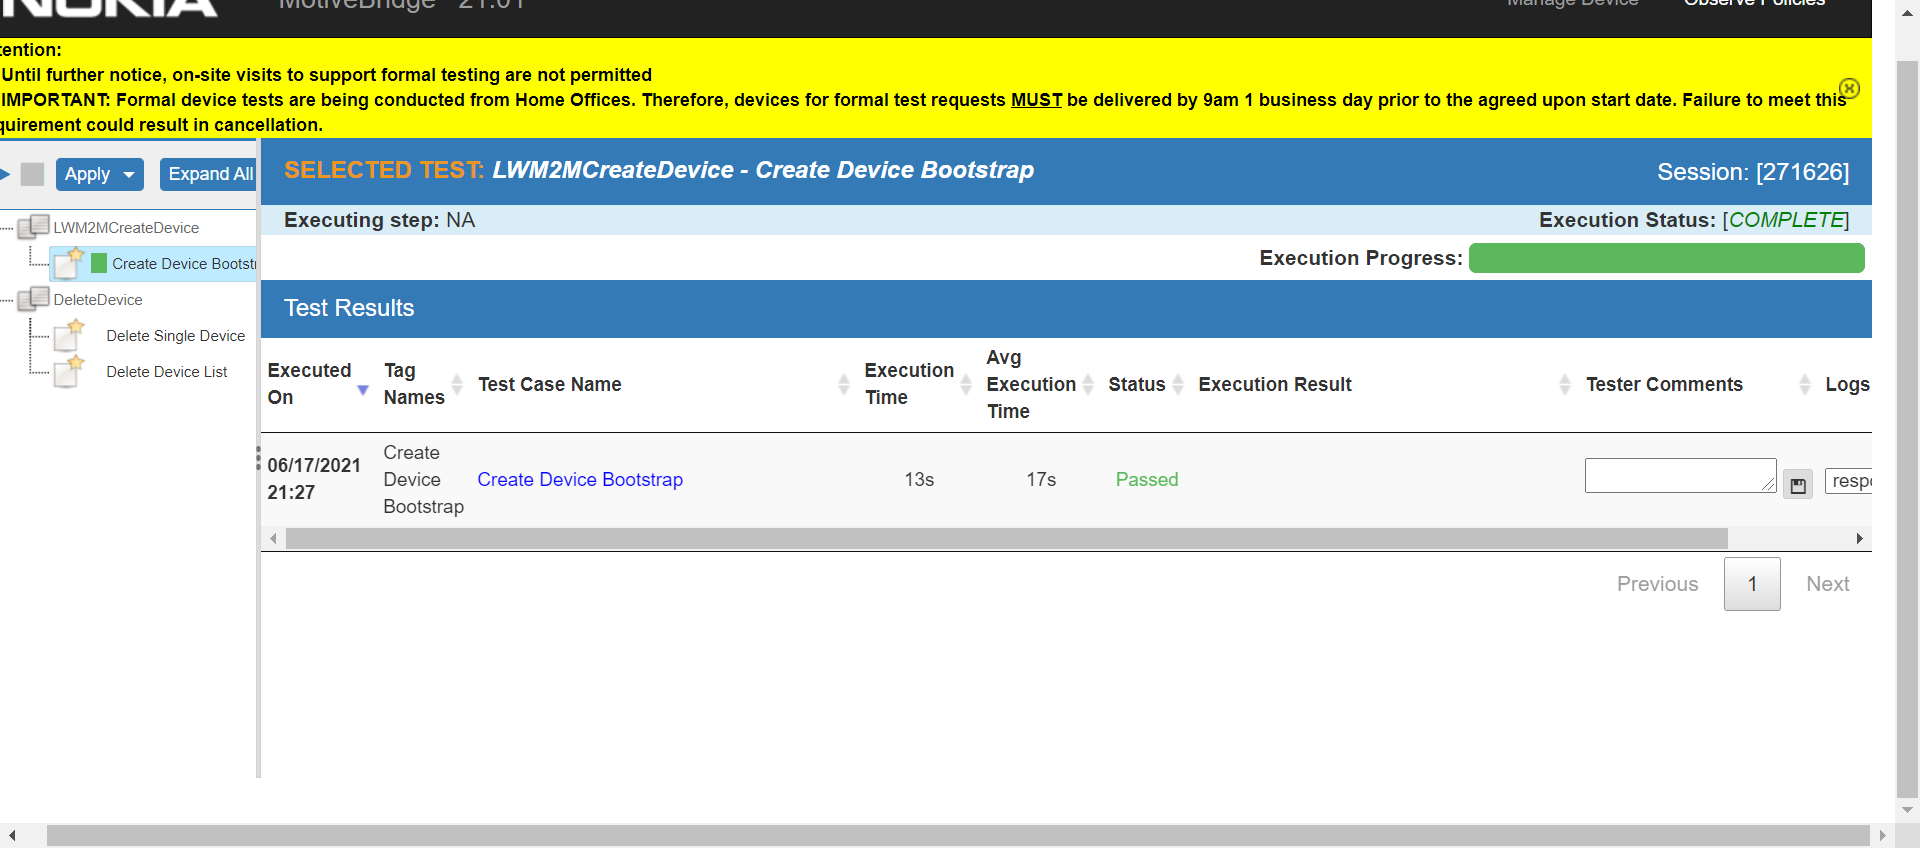 NOKIA MotiveBridge 21.01 Manage Device Observe Policies
tention:
Until further notice, on-site visits to support formal testing are not permitted
IMPORTANT: Formal device tests are being conducted from Home Offices. Therefore, devices for formal test requests MUST be delivered by 9am 1 business day prior to the agreed upon start date. Failure to meet this
quirement could result in cancellation.
Apply Expand All
SELECTED TEST: LWM2MCreateDevice - Create Device Bootstrap
Session: [271626]
Executing step: NA
Execution Status: [COMPLETE]
Execution Progress:
LWM2MCreateDevice
Create Device Bootstr
DeleteDevice
Delete Single Device
Delete Device List
Test Results
Executed
On
Tag
Names
Test Case Name
Execution
Time
Avg
Execution
Time
Status
Execution Result
Tester Comments
Logs
06/17/2021
21:27
Create
Device
Bootstrap
Create Device Bootstrap
13s
17s
Passed
respo
Previous 1 Next